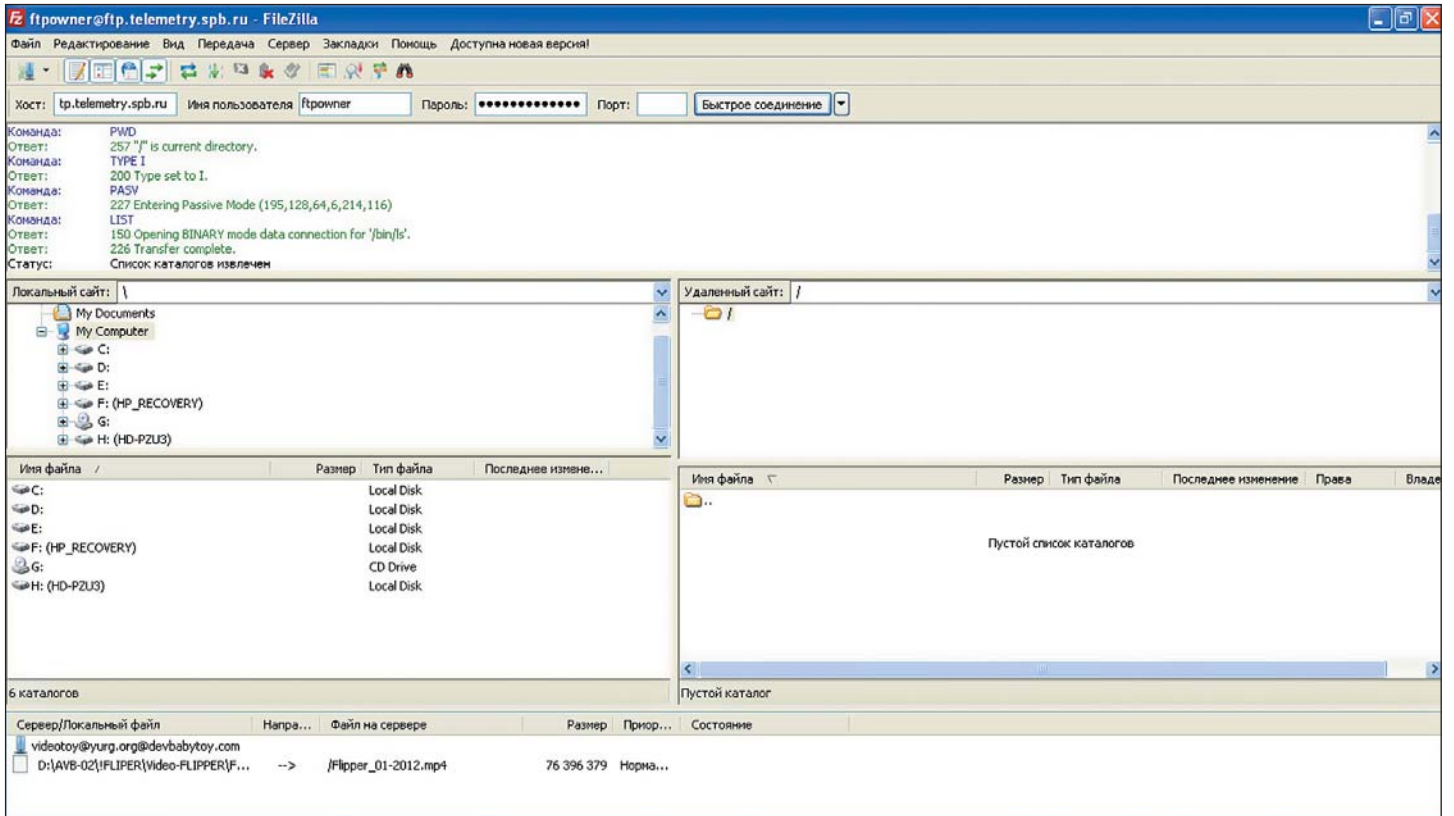 ftpowner@ftp.telemetry.spb.ru - FileZilla
Файл Редактирование Вид Передача Сервер Закладки Помощь Доступна новая версия!
Хост: tp.telemetry.spb.ru Имя пользователя ftpowner Пароль: ●●●●●●●●●●●●● Порт: Быстрое соединение
Команда: PWD
Ответ: 257 "/" is current directory.
Команда: TYPE I
Ответ: 200 Type set to I.
Команда: PASV
Ответ: 227 Entering Passive Mode (195,128,64,6,214,116)
Команда: LIST
Ответ: 150 Opening BINARY mode data connection for '/bin/ls'.
Ответ: 226 Transfer complete.
Статус: Список каталогов извлечен
Локальный сайт: \
My Documents
My Computer
C:
D:
E:
F: (HP_RECOVERY)
G:
H: (HD-PZU3)
Удаленный сайт: /
/
Имя файла / Размер Тип файла Последнее измене...
C: Local Disk
D: Local Disk
E: Local Disk
F: (HP_RECOVERY) Local Disk
G: CD Drive
H: (HD-PZU3) Local Disk
6 каталогов
Имя файла Размер Тип файла Последнее изменение Права Владе
..
Пустой список каталогов
Пустой каталог
Сервер/Локальный файл Напра... Файл на сервере Размер Приор... Состояние
videotoy@yurg.org@devbabytoy.com
D:\AVB-02\!FLIPER\Video-FLIPPER\F... --> /Flipper_01-2012.mp4 76 396 379 Норма...